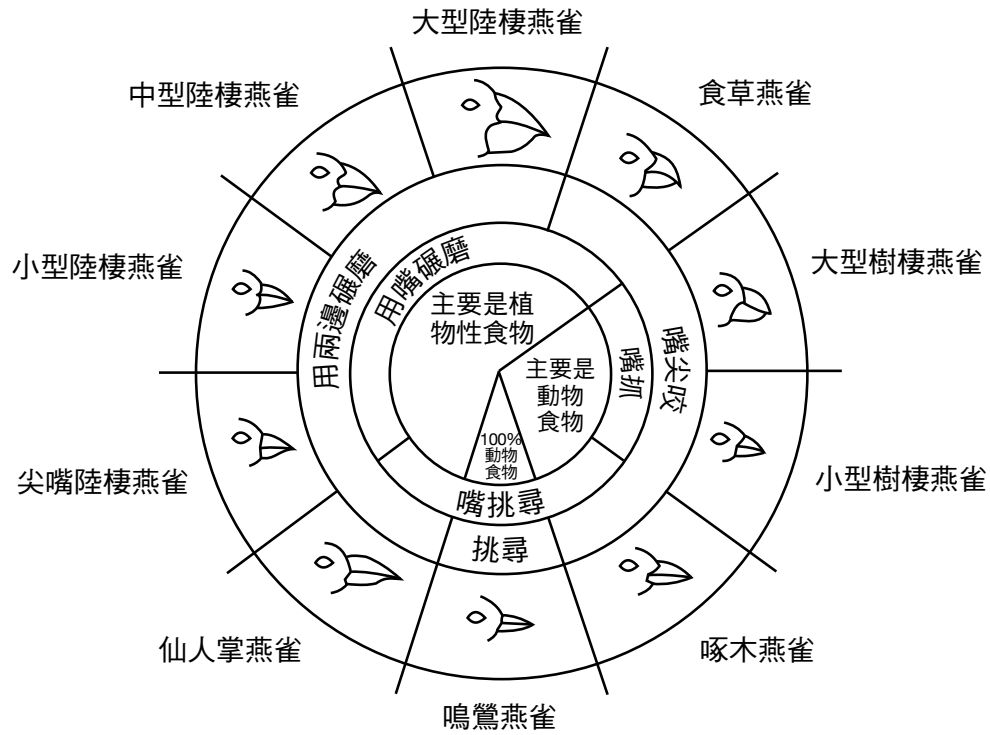 大型陸棲燕雀
中型陸棲燕雀
食草燕雀
小型陸棲燕雀
大型樹棲燕雀
用兩邊碾磨
用嘴碾磨
主要是植
物性食物
主要是
動物
食物
嘴抓
嘴尖咬
100%
動物
食物
嘴挑尋
挑尋
尖嘴陸棲燕雀
小型樹棲燕雀
仙人掌燕雀
啄木燕雀
鳴鶯燕雀